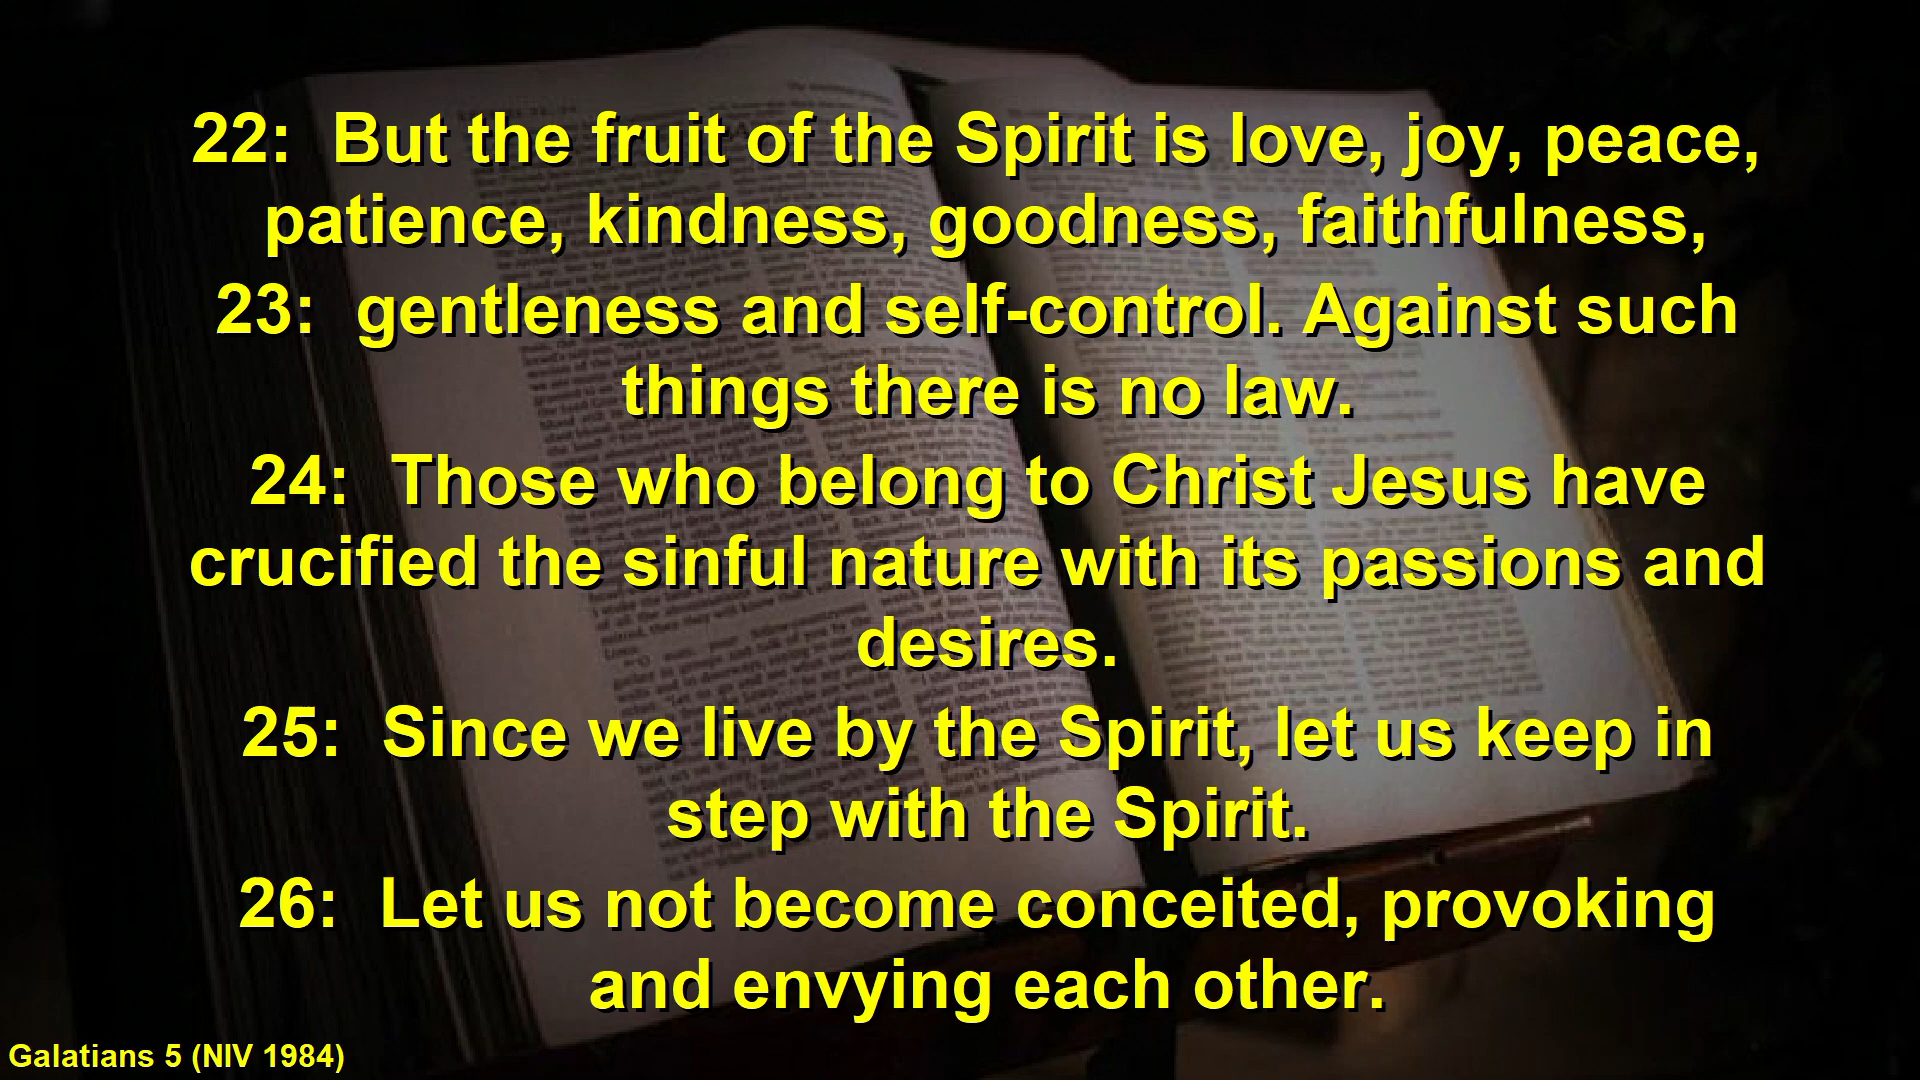 22:  But the fruit of the Spirit is love, joy, peace,
patience, kindness, goodness, faithfulness,
23:  gentleness and self-control. Against such
things there is no law.
24:  Those who belong to Christ Jesus have
crucified the sinful nature with its passions and
desires.
25:  Since we live by the Spirit, let us keep in
step with the Spirit.
26:  Let us not become conceited, provoking
and envying each other.
Galatians 5 (NIV 1984)